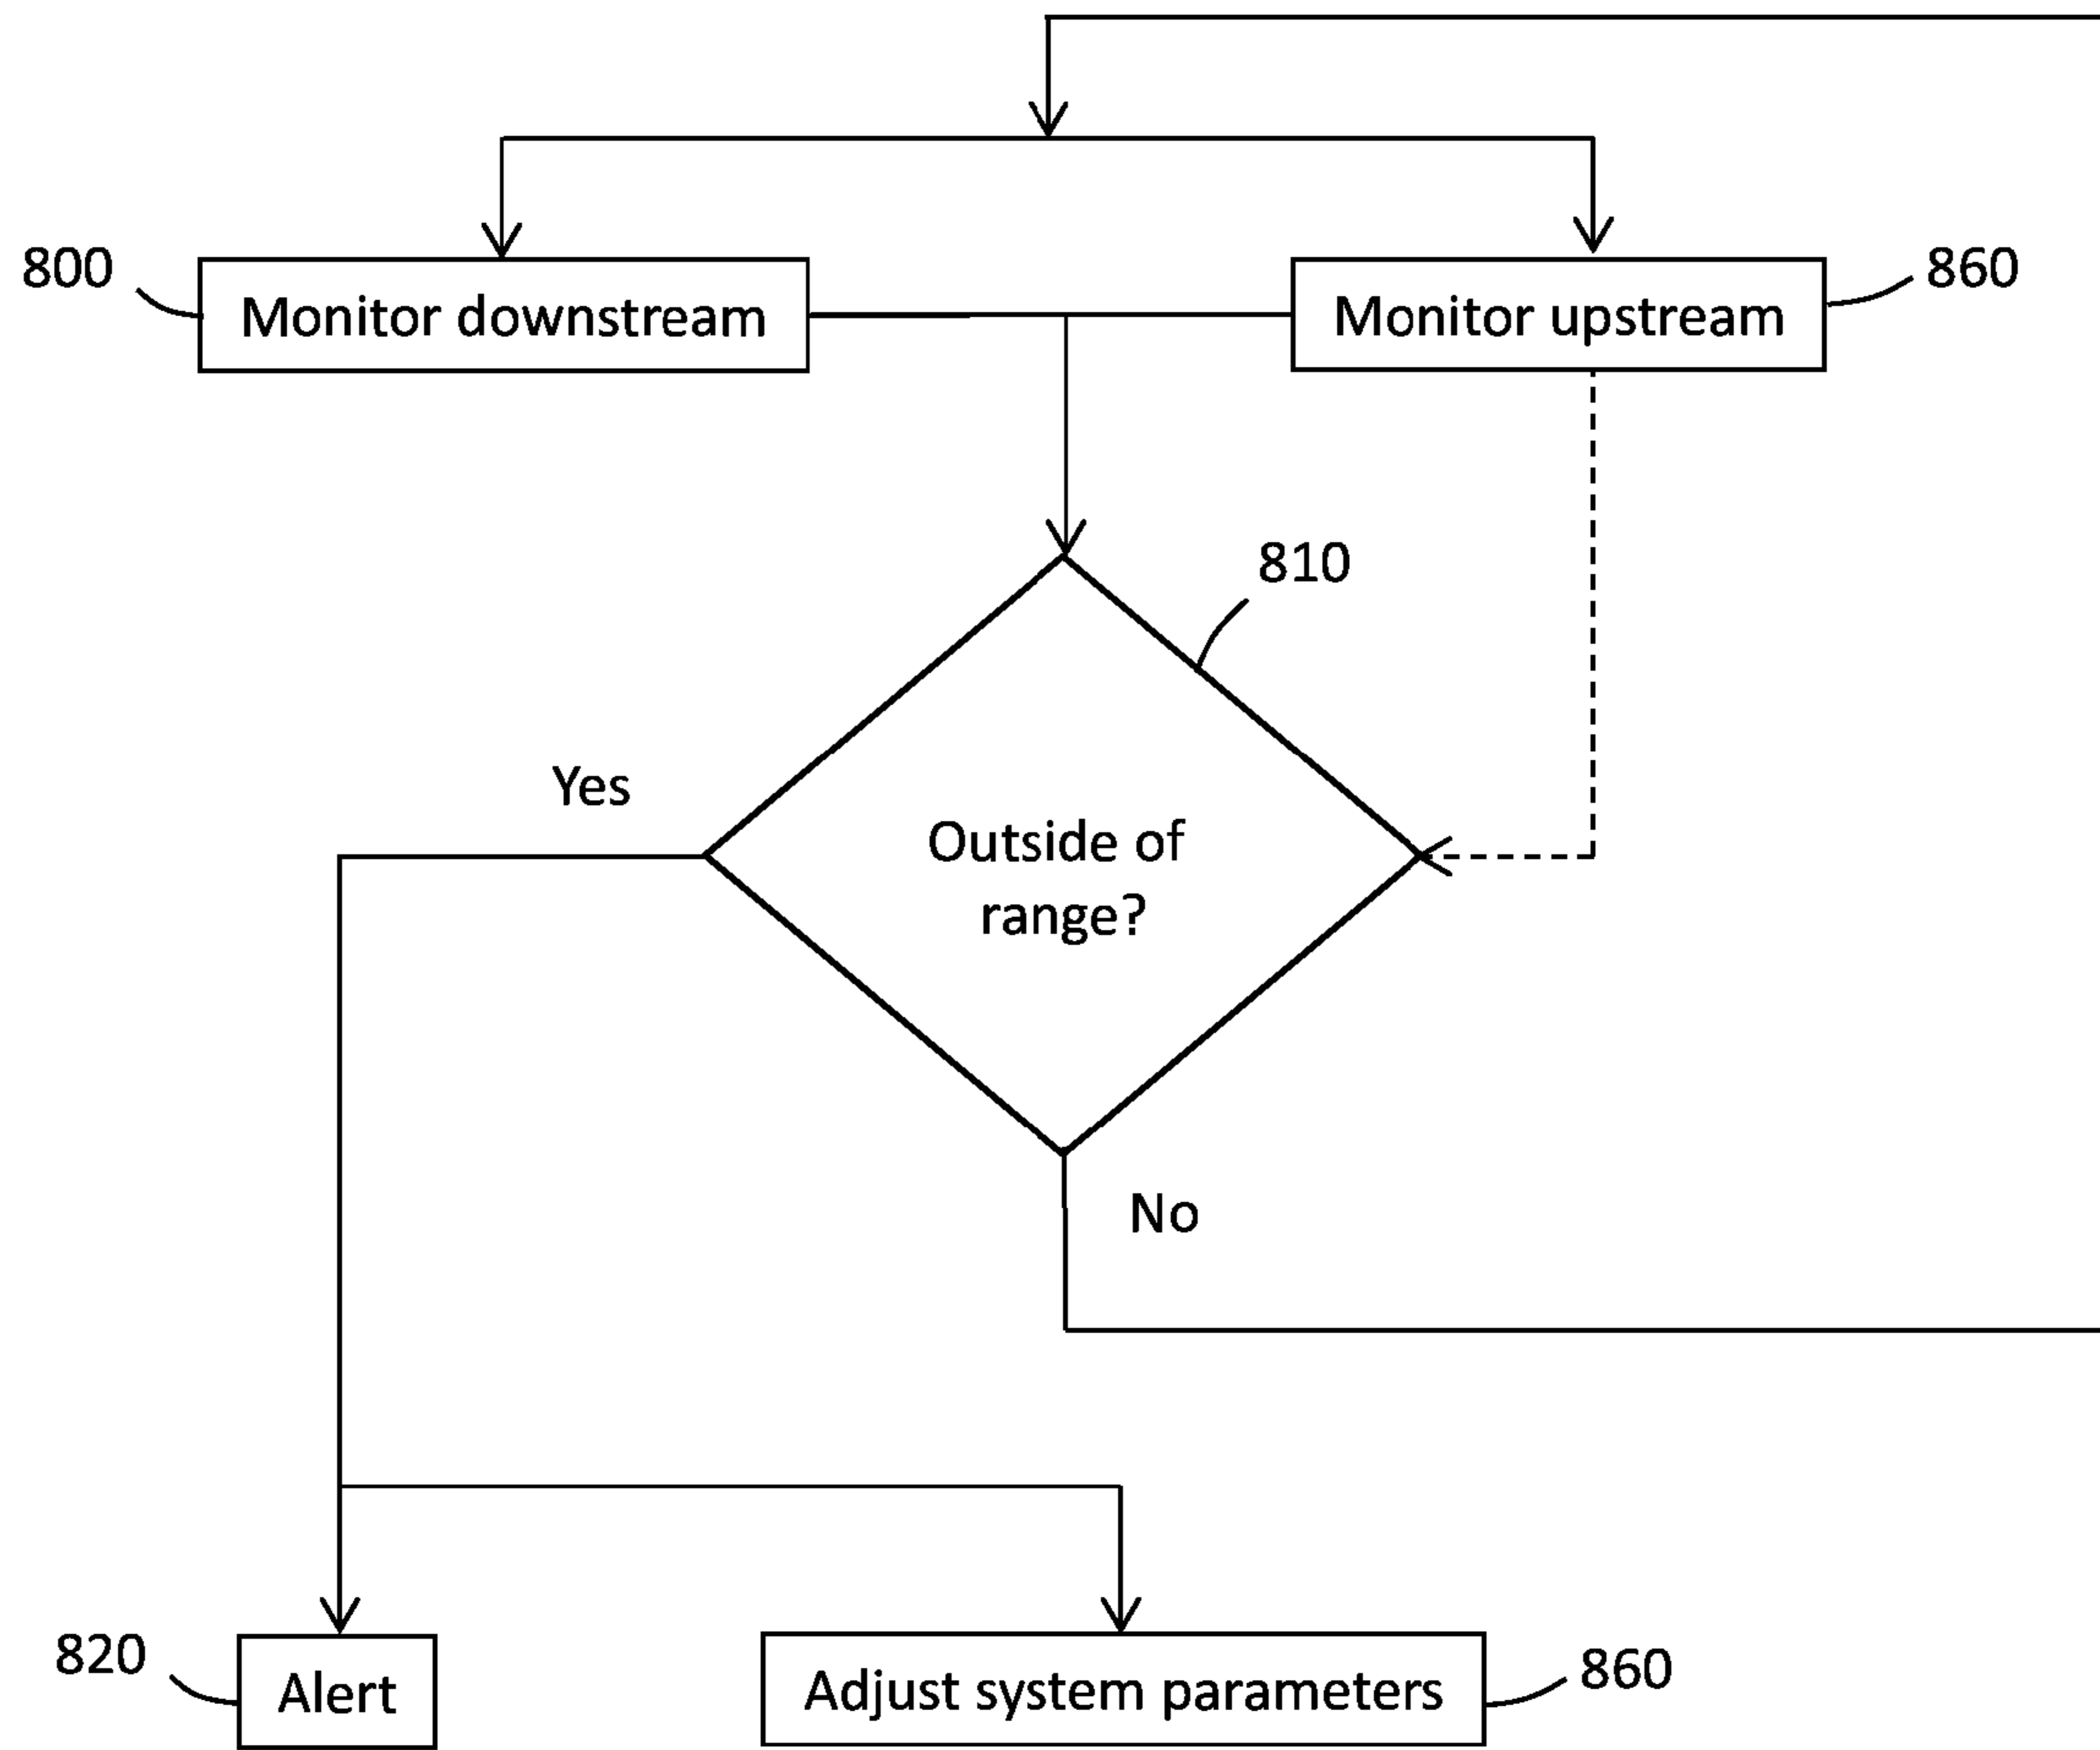 800
Monitor downstream
Monitor upstream
860
810
Yes
Outside of
range?
No
820
Alert
Adjust system parameters
860